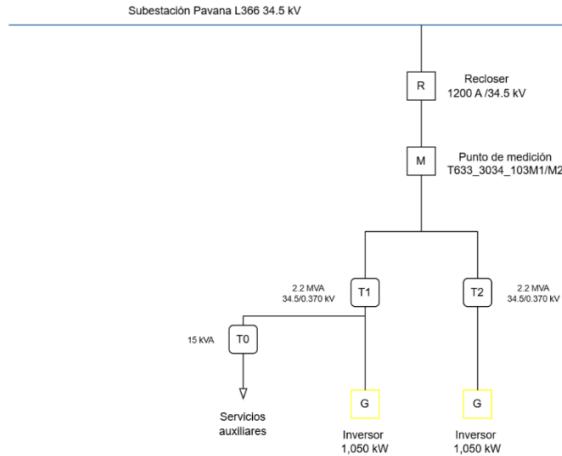 Subestación Pavana L366 34.5 kV
R
Recloser
1200 A /34.5 kV
M
Punto de medición
T633_3034_103M1/M2
2.2 MVA
34.5/0.370 kV
T1
T2
2.2 MVA
34.5/0.370 kV
15 kVA
T0
G
G
Servicios
auxiliares
Inversor
1,050 kW
Inversor
1,050 kW